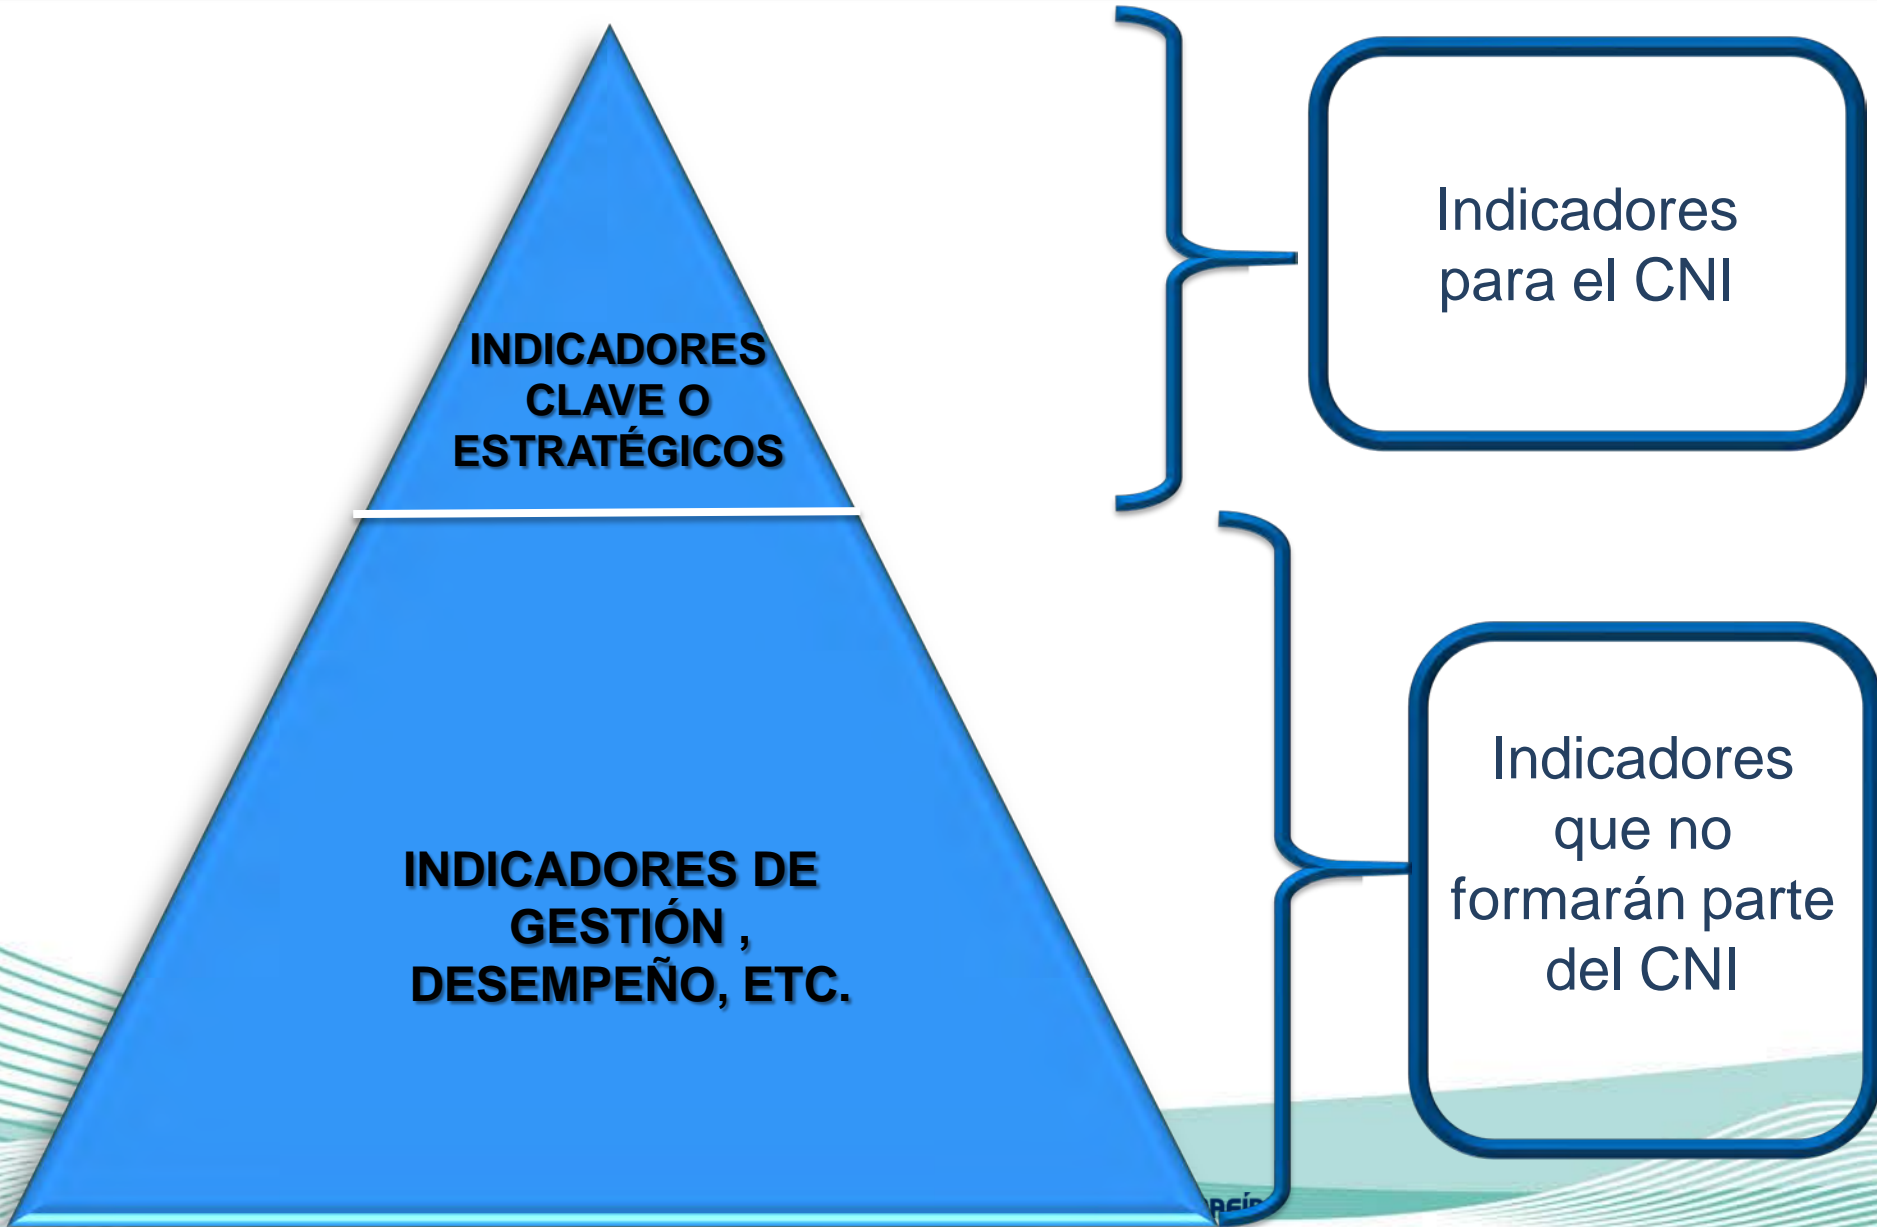 INDICADORES
CLAVE O
ESTRATÉGICOS
Indicadores
para el CNI
INDICADORES DE
GESTIÓN ,
DESEMPEÑO, ETC.
Indicadores
que no
formarán parte
del CNI